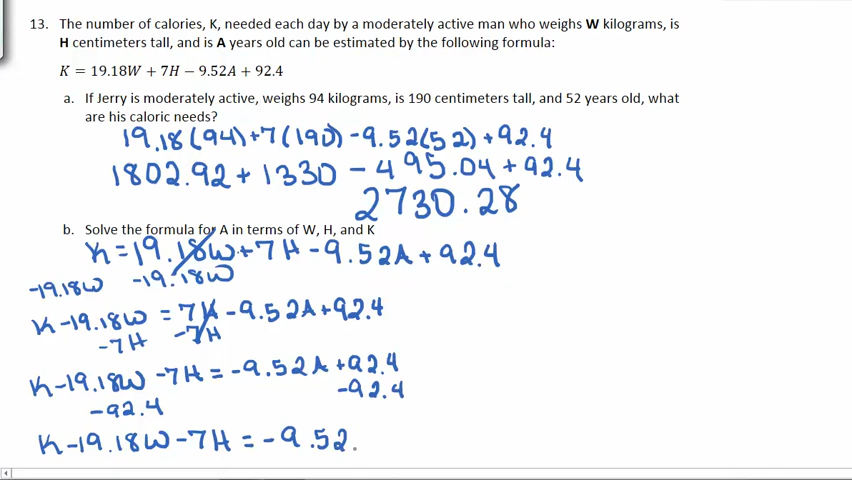 13. The number of calories, K, needed each day by a moderately active man who weighs W kilograms, is
H centimeters tall, and is A years old can be estimated by the following formula:
K = 19.18W + 7H − 9.52A + 92.4
a. If Jerry is moderately active, weighs 94 kilograms, is 190 centimeters tall, and 52 years old, what
are his caloric needs?
19.18(94)+7(190)-9.52(52)+92.4
1802.92+1330-495.04+92.4
2730.28
b. Solve the formula for A in terms of W, H, and K
K=19.18W+7H-9.52A+92.4
-19.18W -19.18W
K-19.18W=7H-9.52A+92.4
-7H -7H
K-19.18W-7H=-9.52A+92.4
-92.4 -92.4
K-19.18W-7H=-9.52